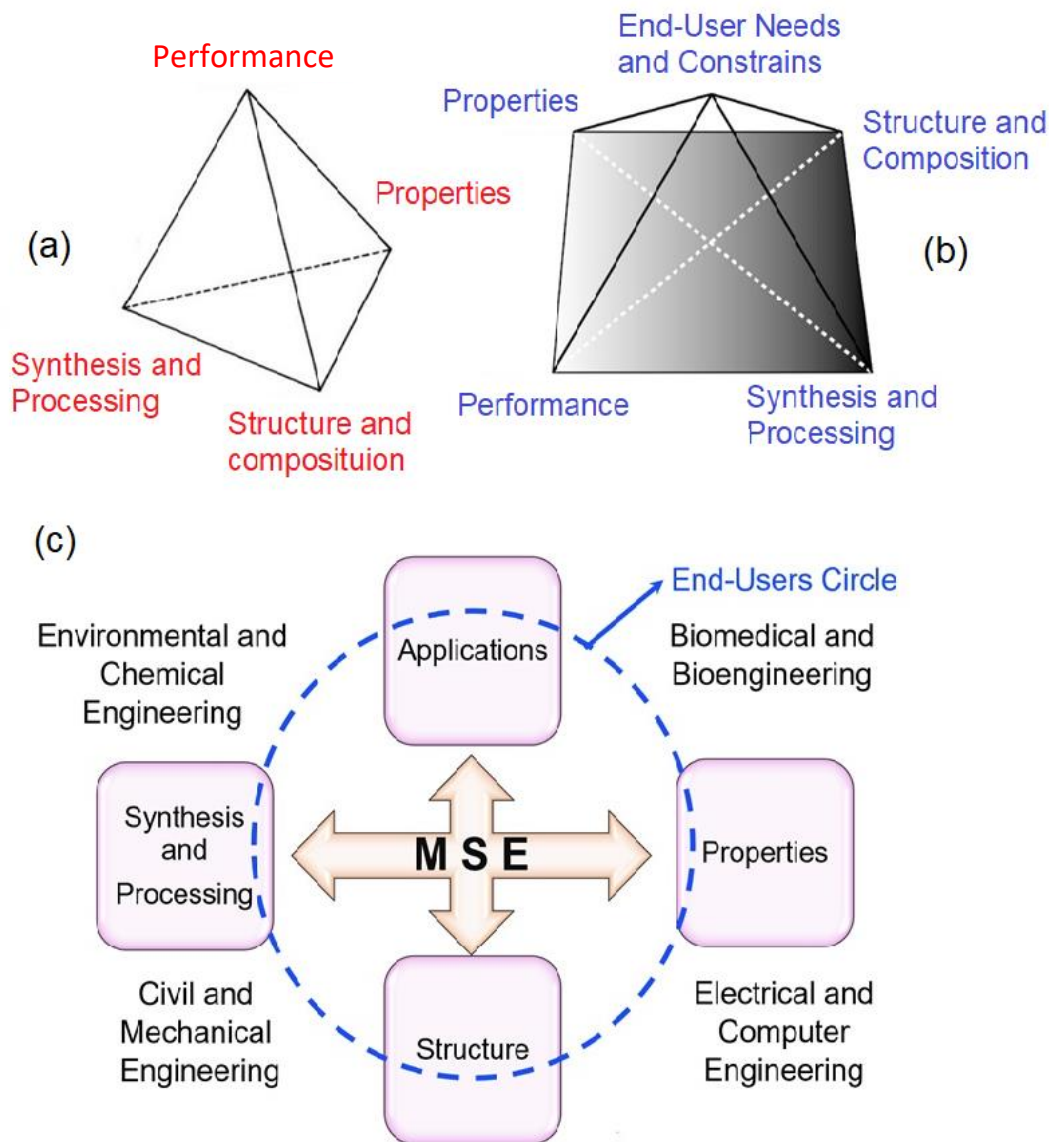 Performance
Properties
(a)
Synthesis and
Processing
Structure and
composituion
End-User Needs
and Constrains
Properties
Structure and
Composition
(b)
Performance
Synthesis and
Processing
(c)
End-Users Circle
Environmental and
Chemical
Engineering
Applications
Biomedical and
Bioengineering
Synthesis
and
Processing
M S E
Properties
Civil and
Mechanical
Engineering
Structure
Electrical and
Computer
Engineering